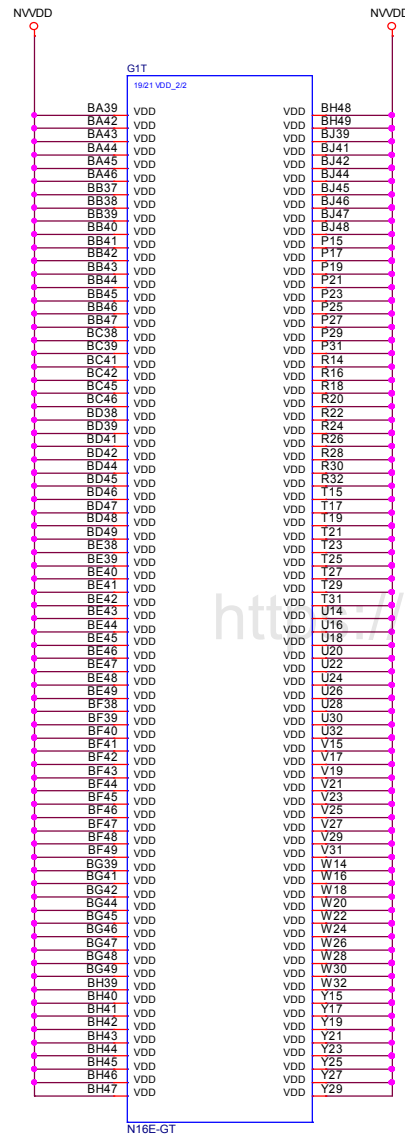 NVVDD NVVDD
G1T
19/21 VDD_2/2
BA39 VDD VDD BH48
BA42 VDD VDD BH49
BA43 VDD VDD BJ39
BA44 VDD VDD BJ41
BA45 VDD VDD BJ42
BA46 VDD VDD BJ44
BB37 VDD VDD BJ45
BB38 VDD VDD BJ46
BB39 VDD VDD BJ47
BB40 VDD VDD BJ48
BB41 VDD VDD P15
BB42 VDD VDD P17
BB43 VDD VDD P19
BB44 VDD VDD P21
BB45 VDD VDD P23
BB46 VDD VDD P25
BB47 VDD VDD P27
BC38 VDD VDD P29
BC39 VDD VDD P31
BC41 VDD VDD R14
BC42 VDD VDD R16
BC45 VDD VDD R18
BC46 VDD VDD R20
BD38 VDD VDD R22
BD39 VDD VDD R24
BD41 VDD VDD R26
BD42 VDD VDD R28
BD44 VDD VDD R30
BD45 VDD VDD R32
BD46 VDD VDD T15
BD47 VDD VDD T17
BD48 VDD VDD T19
BD49 VDD VDD T21
BE38 VDD VDD T23
BE39 VDD VDD T25
BE40 VDD VDD T27
BE41 VDD VDD T29
BE42 VDD VDD T31
BE43 VDD VDD U14
BE44 VDD VDD U16
https://
BE45 VDD VDD U18
BE46 VDD VDD U20
BE47 VDD VDD U22
BE48 VDD VDD U24
BE49 VDD VDD U26
BF38 VDD VDD U28
BF39 VDD VDD U30
BF40 VDD VDD U32
BF41 VDD VDD V15
BF42 VDD VDD V17
BF43 VDD VDD V19
BF44 VDD VDD V21
BF45 VDD VDD V23
BF46 VDD VDD V25
BF47 VDD VDD V27
BF48 VDD VDD V29
BF49 VDD VDD V31
BG39 VDD VDD W14
BG41 VDD VDD W16
BG42 VDD VDD W18
BG44 VDD VDD W20
BG45 VDD VDD W22
BG46 VDD VDD W24
BG47 VDD VDD W26
BG48 VDD VDD W28
BG49 VDD VDD W30
BH39 VDD VDD W32
BH40 VDD VDD Y15
BH41 VDD VDD Y17
BH42 VDD VDD Y19
BH43 VDD VDD Y21
BH44 VDD VDD Y23
BH45 VDD VDD Y25
BH46 VDD VDD Y27
BH47 VDD VDD Y29
N16E-GT